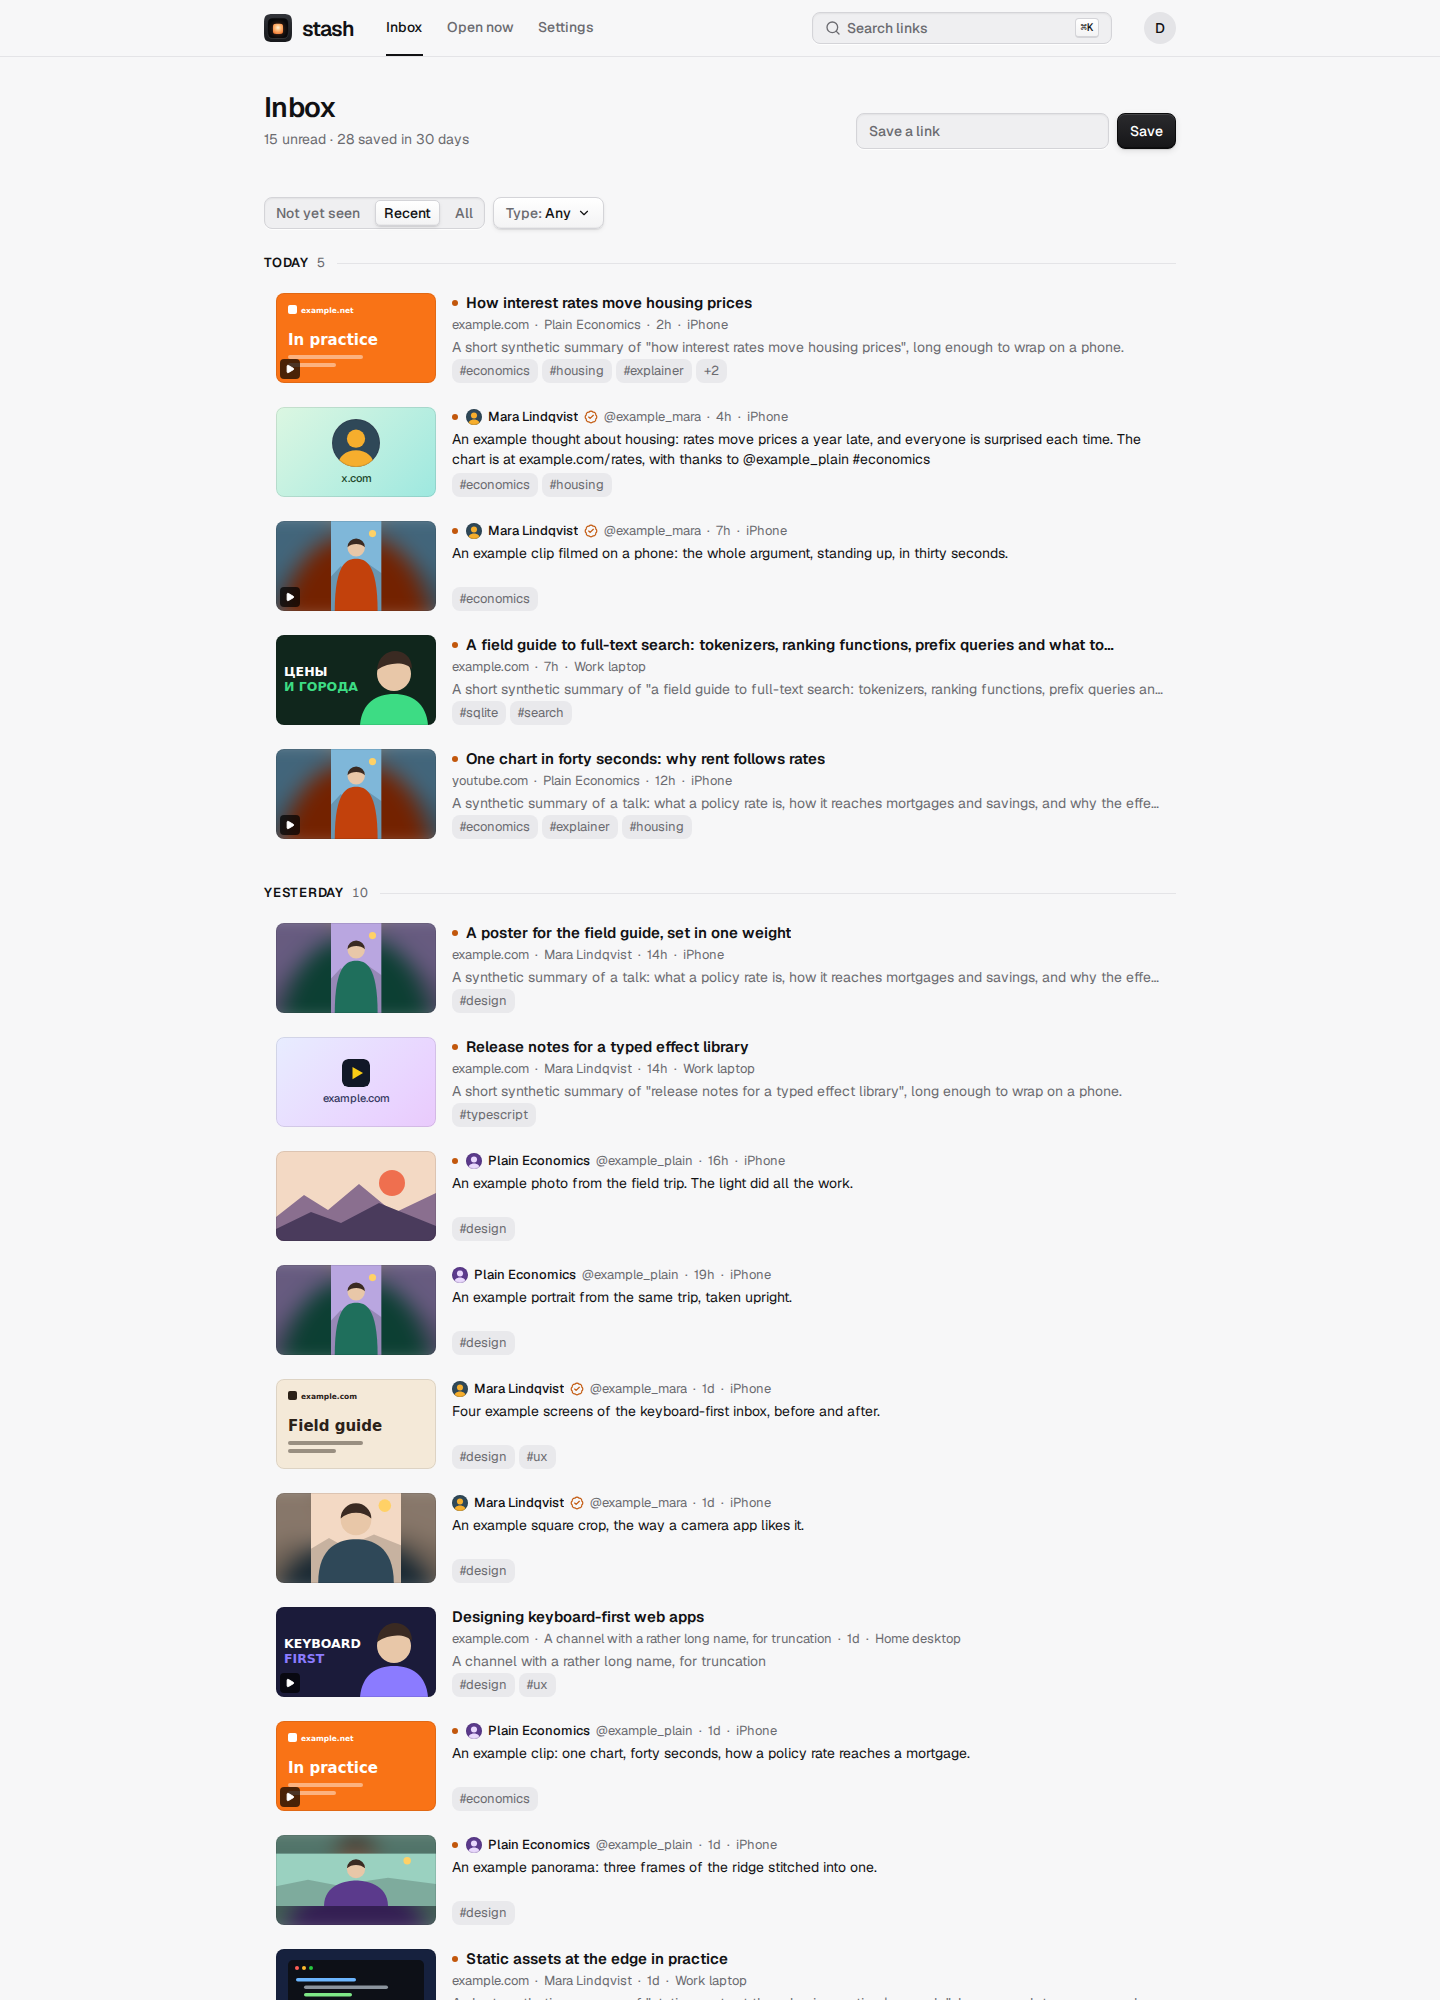 stash
Inbox
Open now
Settings
Search links
⌘K
D
Inbox
15 unread · 28 saved in 30 days
Save a link
Save
Not yet seen
Recent
All
Type: Any
TODAY 5
example.net
In practice
How interest rates move housing prices
example.com · Plain Economics · 2h · iPhone
A short synthetic summary of "how interest rates move housing prices", long enough to wrap on a phone.
#economics #housing #explainer +2
x.com
Mara Lindqvist @example_mara · 4h · iPhone
An example thought about housing: rates move prices a year late, and everyone is surprised each time. The
chart is at example.com/rates, with thanks to @example_plain #economics
#economics #housing
Mara Lindqvist @example_mara · 7h · iPhone
An example clip filmed on a phone: the whole argument, standing up, in thirty seconds.
#economics
ЦЕНЫ
И ГОРОДА
A field guide to full-text search: tokenizers, ranking functions, prefix queries and what to…
example.com · 7h · Work laptop
A short synthetic summary of "a field guide to full-text search: tokenizers, ranking functions, prefix queries an…
#sqlite #search
One chart in forty seconds: why rent follows rates
youtube.com · Plain Economics · 12h · iPhone
A synthetic summary of a talk: what a policy rate is, how it reaches mortgages and savings, and why the effe…
#economics #explainer #housing
YESTERDAY 10
A poster for the field guide, set in one weight
example.com · Mara Lindqvist · 14h · iPhone
A synthetic summary of a talk: what a policy rate is, how it reaches mortgages and savings, and why the effe…
#design
example.com
Release notes for a typed effect library
example.com · Mara Lindqvist · 14h · Work laptop
A short synthetic summary of "release notes for a typed effect library", long enough to wrap on a phone.
#typescript
Plain Economics @example_plain · 16h · iPhone
An example photo from the field trip. The light did all the work.
#design
Plain Economics @example_plain · 19h · iPhone
An example portrait from the same trip, taken upright.
#design
example.com
Field guide
Mara Lindqvist @example_mara · 1d · iPhone
Four example screens of the keyboard-first inbox, before and after.
#design #ux
Mara Lindqvist @example_mara · 1d · iPhone
An example square crop, the way a camera app likes it.
#design
KEYBOARD
FIRST
Designing keyboard-first web apps
example.com · A channel with a rather long name, for truncation · 1d · Home desktop
A channel with a rather long name, for truncation
#design #ux
example.net
In practice
Plain Economics @example_plain · 1d · iPhone
An example clip: one chart, forty seconds, how a policy rate reaches a mortgage.
#economics
Plain Economics @example_plain · 1d · iPhone
An example panorama: three frames of the ridge stitched into one.
#design
Static assets at the edge in practice
example.com · Mara Lindqvist · 1d · Work laptop